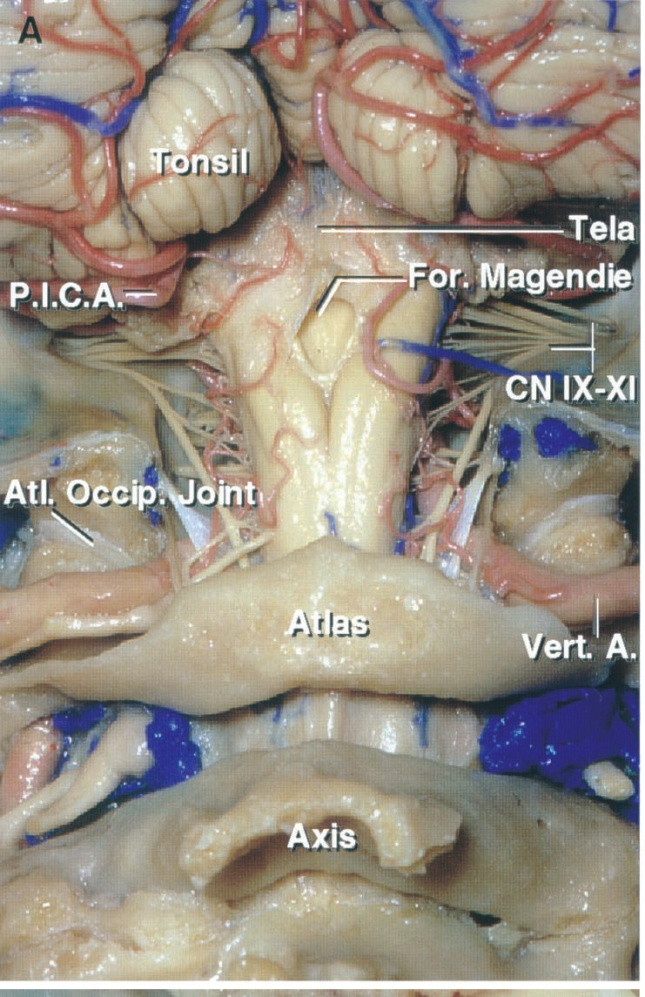 A
Tonsil
Tela
For. Magendie
P.I.C.A.
CN IX-XI
Atl. Occip. Joint
Atlas
Vert. A.
Axis